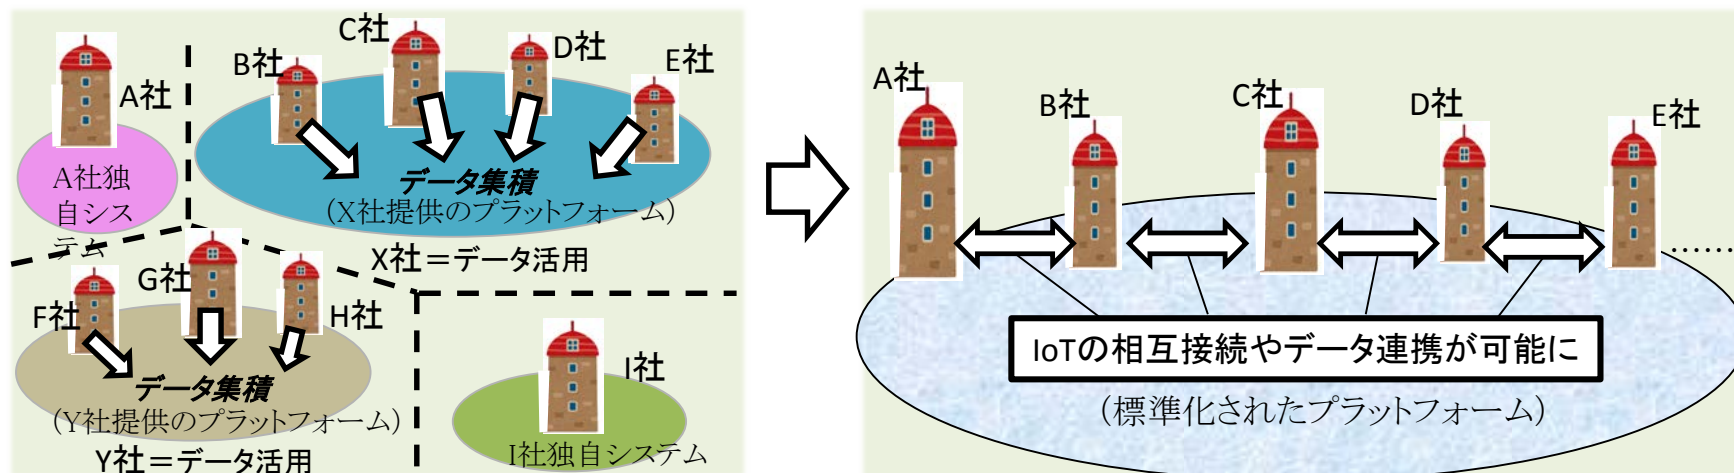 A社
A社独
自シス
テム
B社
C社
D社
E社
データ集積
(X社提供のプラットフォーム)
X社＝データ活用
F社
G社
H社
データ集積
(Y社提供のプラットフォーム)
Y社＝データ活用
I社
I社独自システム
A社
B社
C社
D社
E社
……
IoTの相互接続やデータ連携が可能に
(標準化されたプラットフォーム)